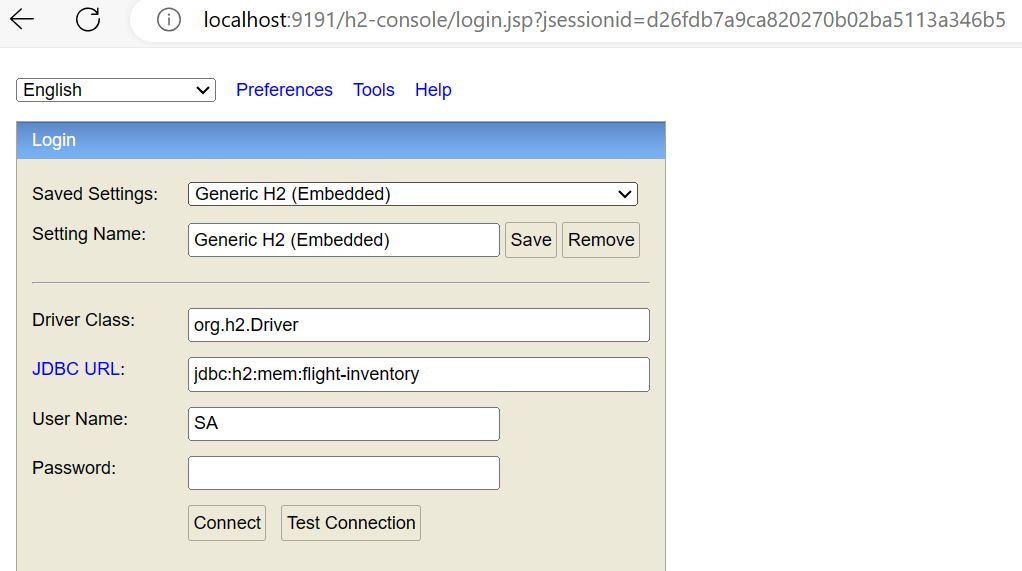 localhost:9191/h2-console/login.jsp?jsessionid=d26fdb7a9ca820270b02ba5113a346b5
English Preferences Tools Help
Login
Saved Settings: Generic H2 (Embedded)
Setting Name: Generic H2 (Embedded) Save Remove
Driver Class: org.h2.Driver
JDBC URL: jdbc:h2:mem:flight-inventory
User Name: SA
Password:
Connect Test Connection